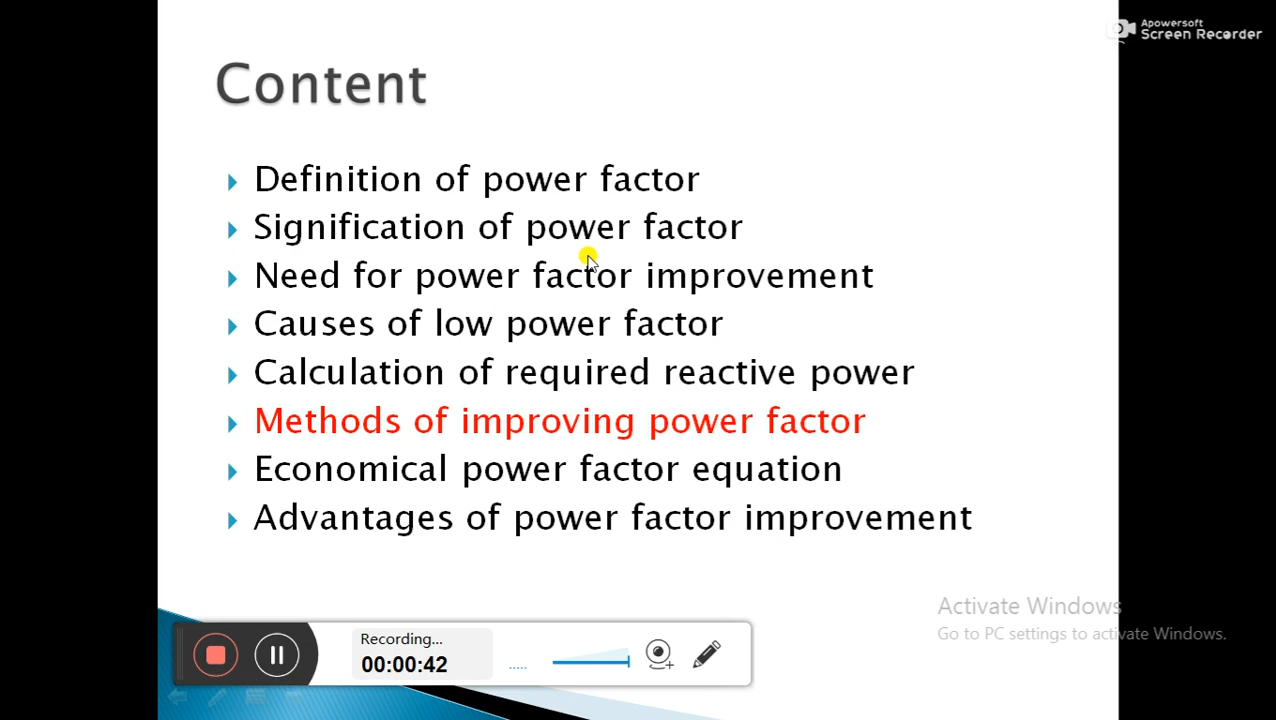 Apowersoft
Screen Recorder
Content
Definition of power factor
Signification of power factor
Need for power factor improvement
Causes of low power factor
Calculation of required reactive power
Methods of improving power factor
Economical power factor equation
Advantages of power factor improvement
Activate Windows
Go to PC settings to activate Windows.
Recording...
00:00:42